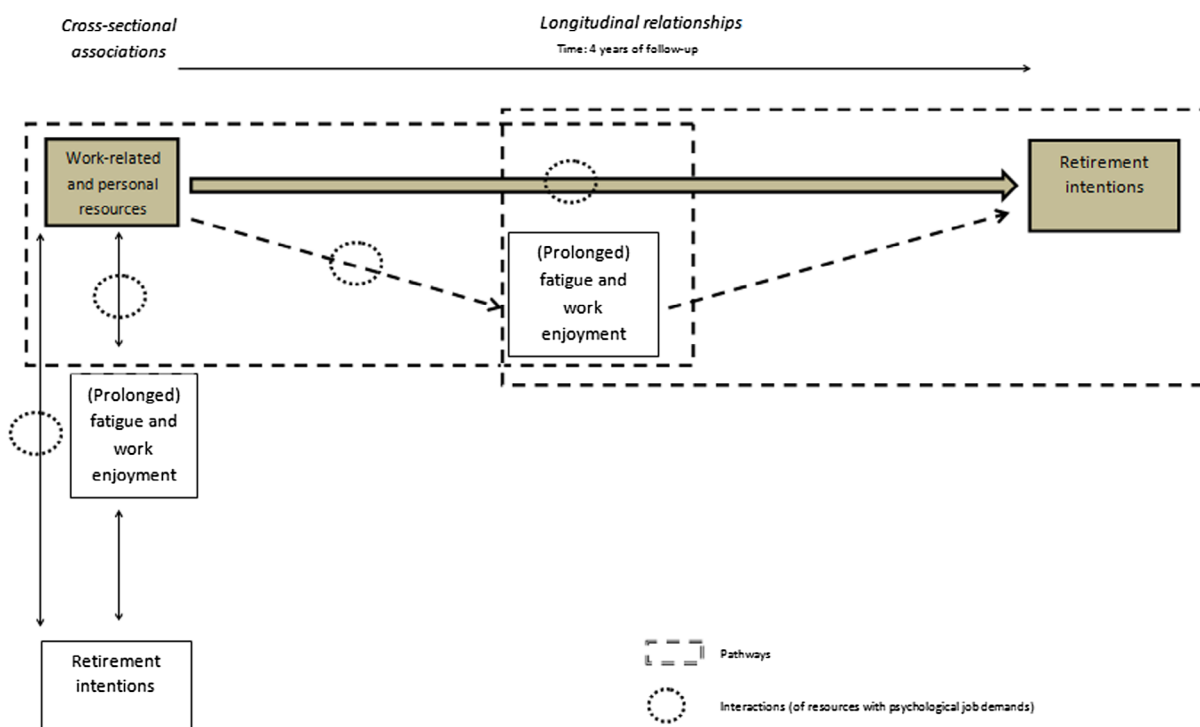 Cross-sectional
associations
Longitudinal relationships
Time: 4 years of follow-up
Work-related
and personal
resources
Retirement
intentions
(Prolonged)
fatigue and
work
enjoyment
(Prolonged)
fatigue and
work
enjoyment
Retirement
intentions
Pathways
Interactions (of resources with psychological job demands)